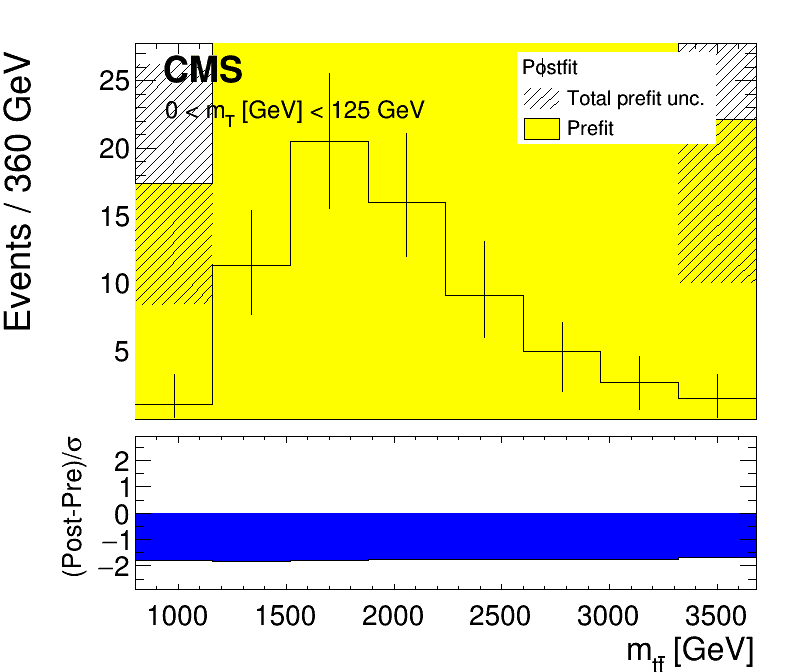 Events / 360 GeV
25
20
15
10
5
CMS
0 < m_T [GeV] < 125 GeV
Postfit
Total prefit unc.
Prefit
(Post-Pre)/σ
2
1
0
−1
−2
1000 1500 2000 2500 3000 3500
m_tt̄ [GeV]